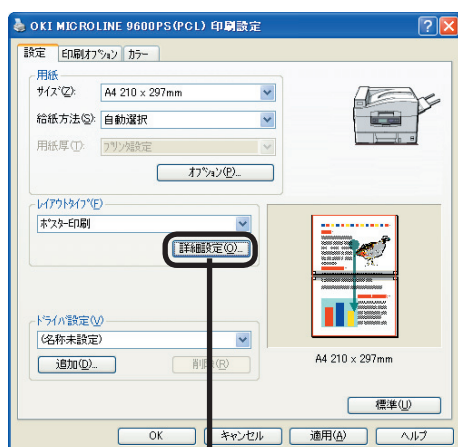 OKI MICROLINE 9600PS(PCL) 印刷設定
設定 印刷オプション カラー
用紙
サイズ(Z): A4 210 x 297mm
給紙方法(S): 自動選択
用紙厚(T): プリンタ設定
オプション(P)...
レイアウトタイプ(E)
ポスター印刷
詳細設定(O)...
ドライバ設定(V)
(名称未設定)
追加(D)... 削除(R)
A4 210 x 297mm
標準(U)
OK キャンセル 適用(A) ヘルプ